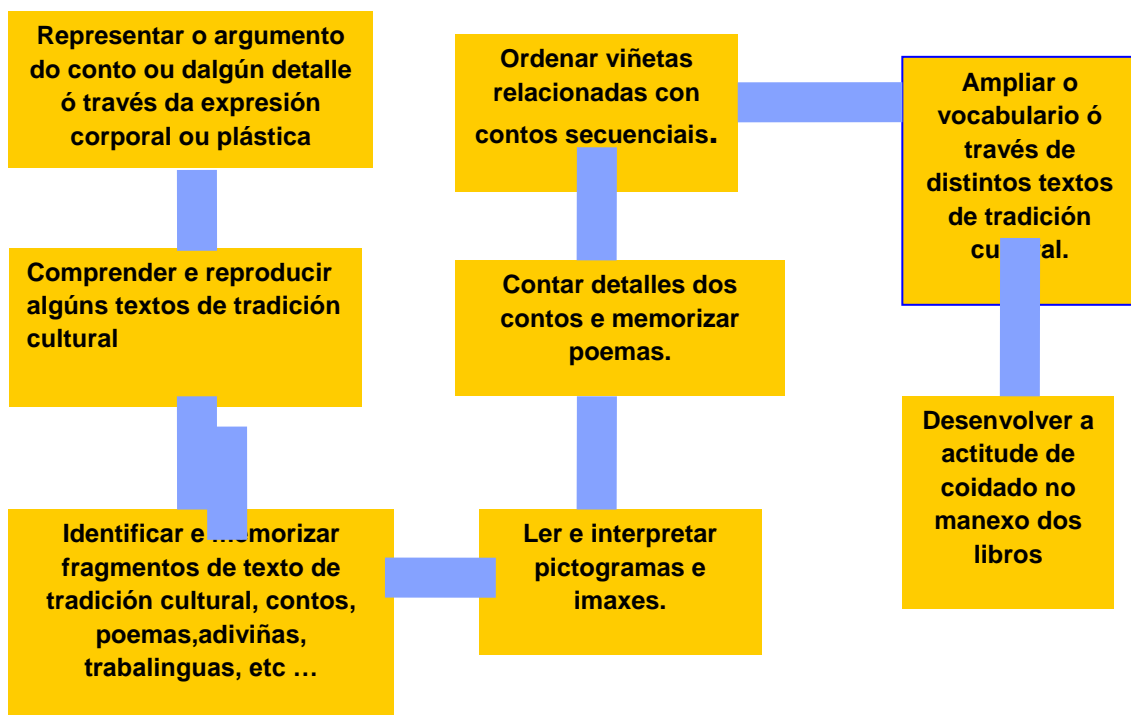 Representar o argumento
do conto ou dalgún detalle
ó través da expresión
corporal ou plástica
Comprender e reproducir
algúns textos de tradición
cultural
Identificar e memorizar
fragmentos de texto de
tradición cultural, contos,
poemas,adiviñas,
trabalinguas, etc …
Ler e interpretar
pictogramas e
imaxes.
Contar detalles dos
contos e memorizar
poemas.
Ordenar viñetas
relacionadas con
contos secuenciais.
Ampliar o
vocabulario ó
través de
distintos textos
de tradición
cultural.
Desenvolver a
actitude de
coidado no
manexo dos
libros